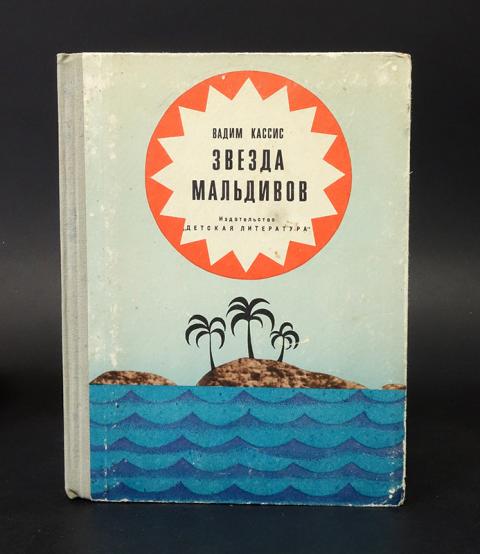 ВАДИМ КАССИС
ЗВЕЗДА
МАЛЬДИВОВ
Издательство
„ДЕТСКАЯ ЛИТЕРАТУРА"